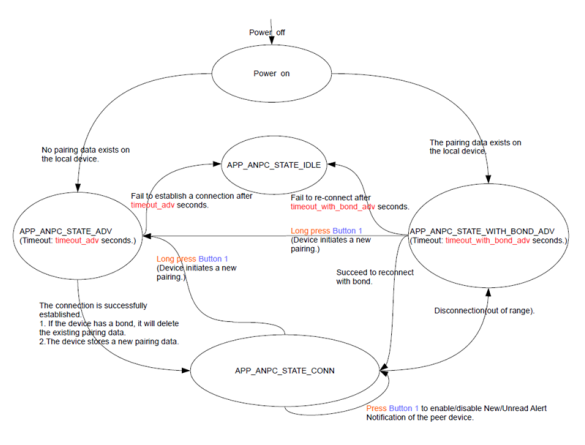 Power off
Power on
No pairing data exists on
the local device.
The pairing data exists on
the local device.
APP_ANPC_STATE_IDLE
Fail to establish a connection after
timeout_adv seconds.
Fail to re-connect after
timeout_with_bond_adv seconds.
APP_ANPC_STATE_ADV
(Timeout: timeout_adv seconds.)
Long press Button 1
(Device initiates a new
pairing.)
APP_ANPC_STATE_WITH_BOND_ADV
(Timeout: timeout_with_bond_adv seconds.)
Long press Button 1
(Device initiates a new
pairing.)
Succeed to reconnect
with bond.
The connection is successfully
established.
1. If the device has a bond, it will delete
the existing pairing data.
2.The device stores a new pairing data.
Disconnection(out of range).
APP_ANPC_STATE_CONN
Press Button 1 to enable/disable New/Unread Alert
Notification of the peer device.